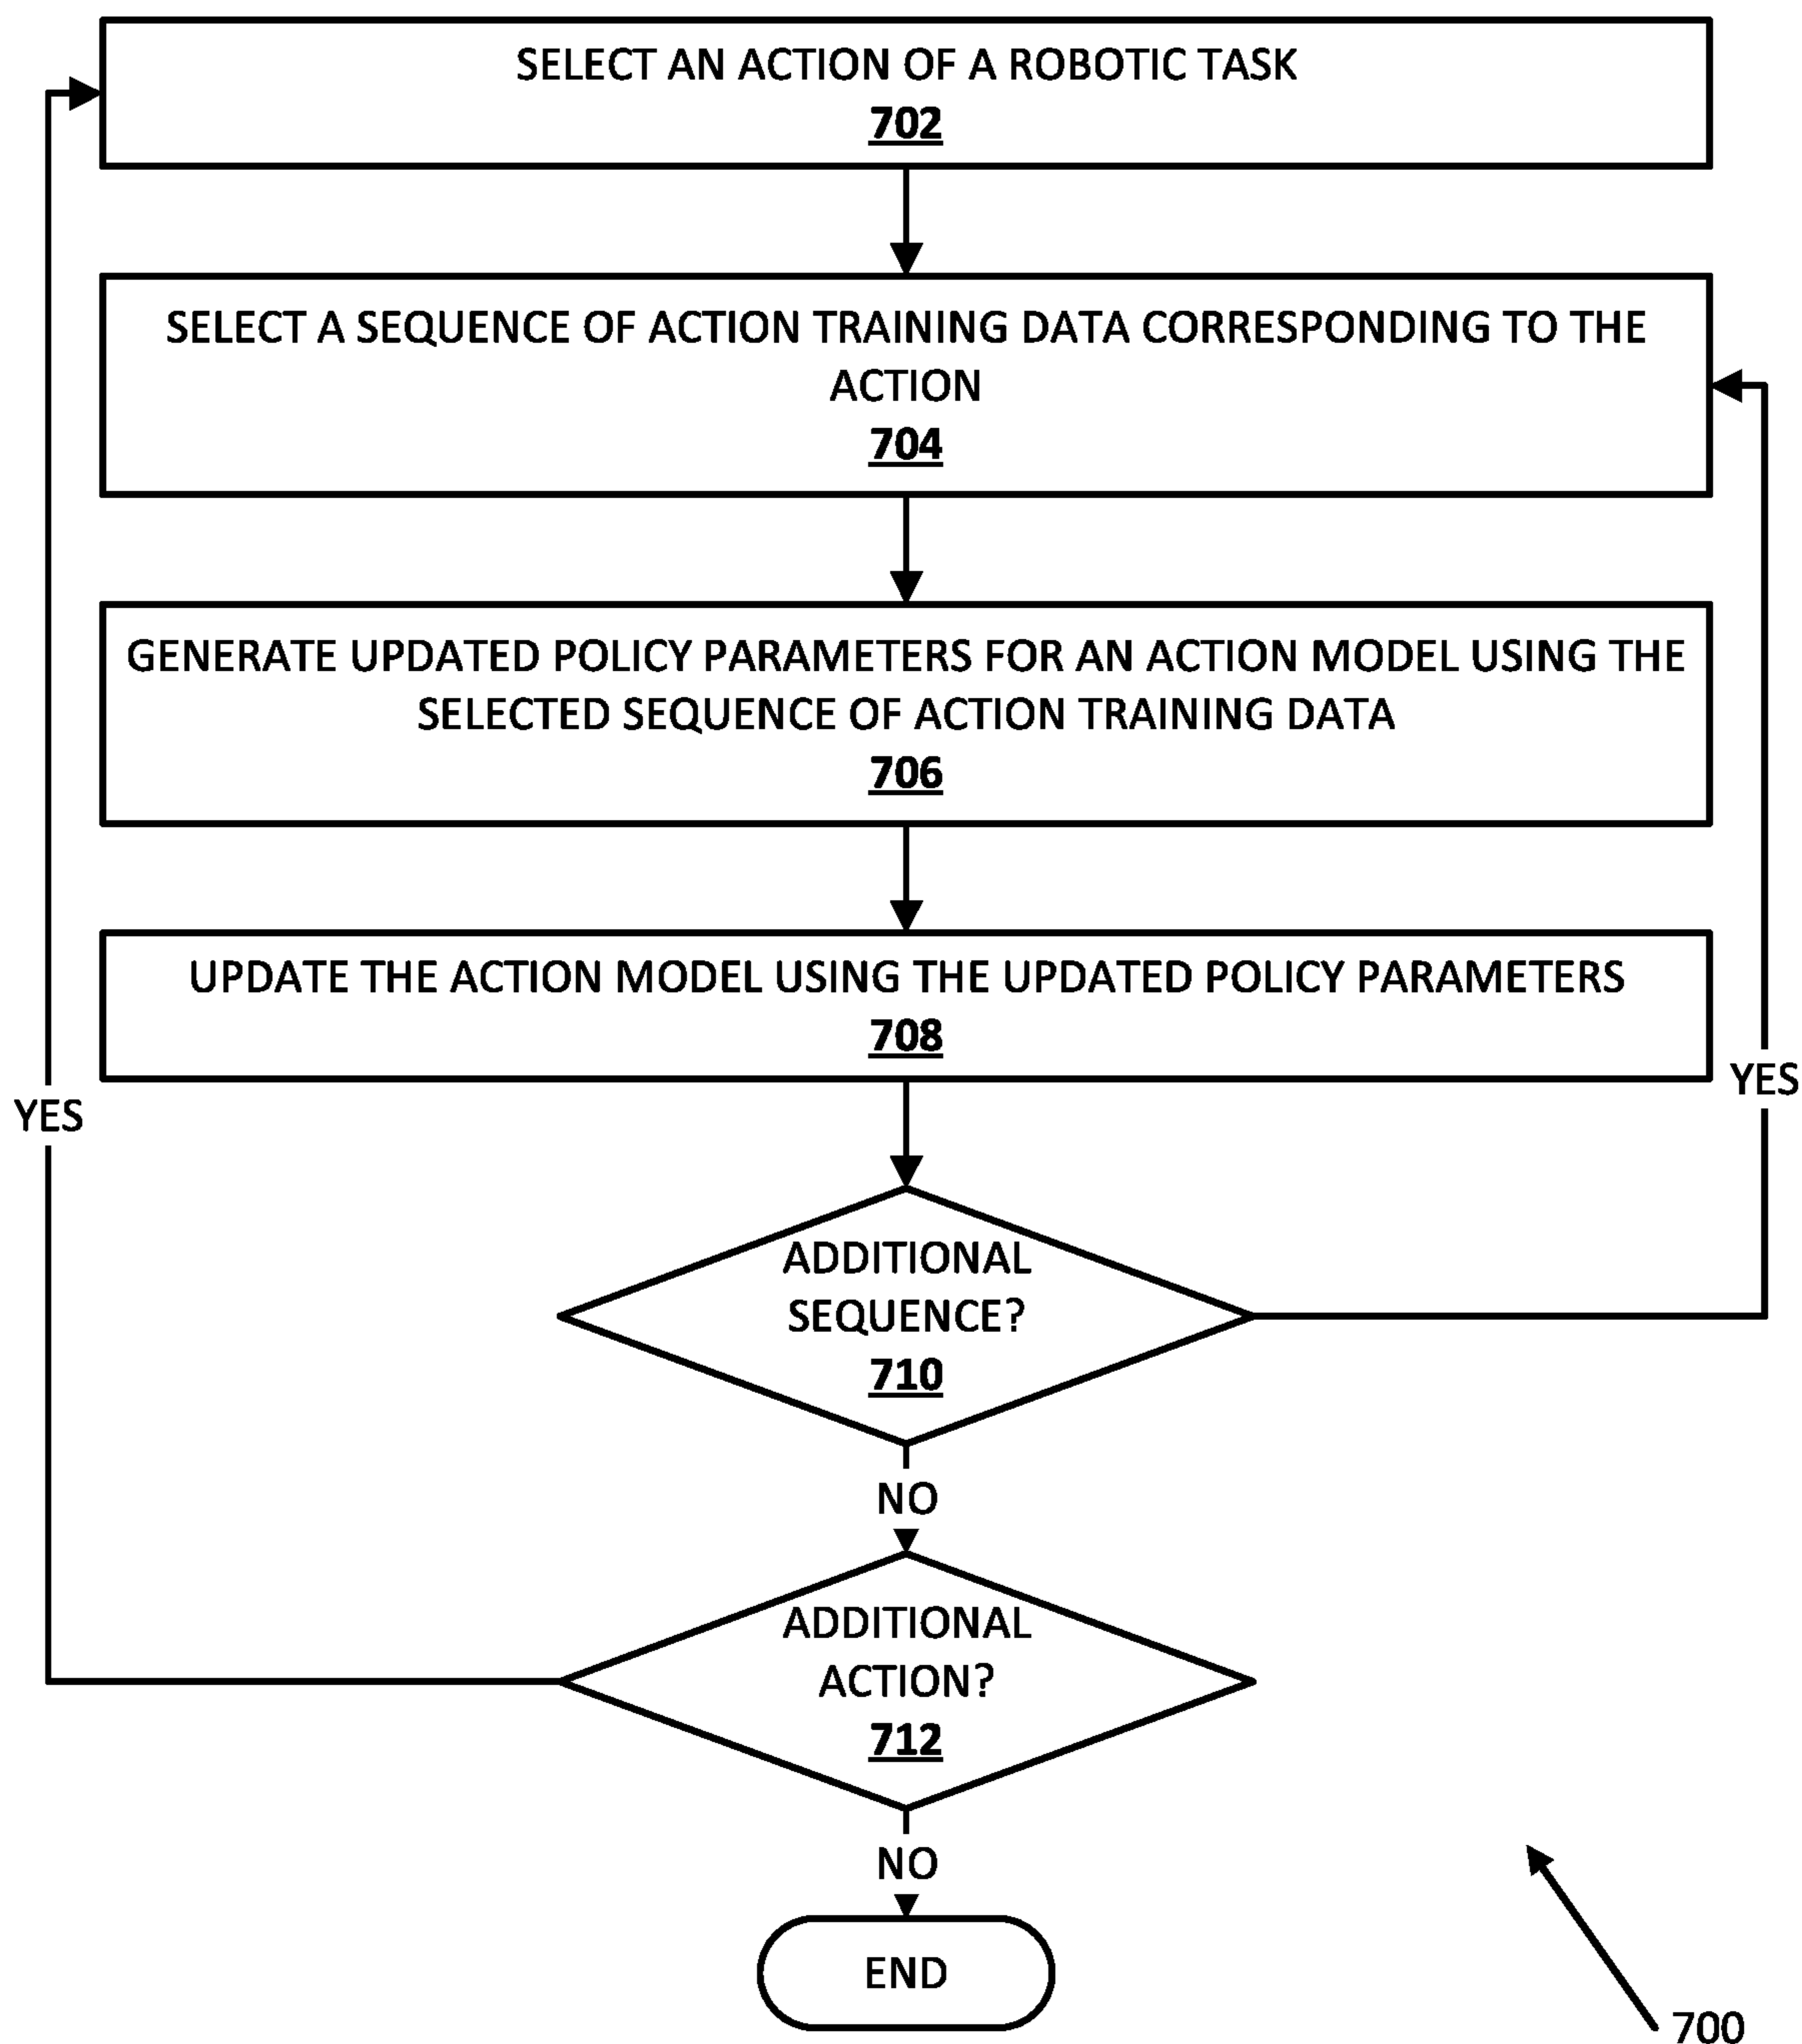 SELECT AN ACTION OF A ROBOTIC TASK
702
SELECT A SEQUENCE OF ACTION TRAINING DATA CORRESPONDING TO THE
ACTION
704
GENERATE UPDATED POLICY PARAMETERS FOR AN ACTION MODEL USING THE
SELECTED SEQUENCE OF ACTION TRAINING DATA
706
UPDATE THE ACTION MODEL USING THE UPDATED POLICY PARAMETERS
708
YES
YES
ADDITIONAL
SEQUENCE?
710
NO
ADDITIONAL
ACTION?
712
NO
END
700